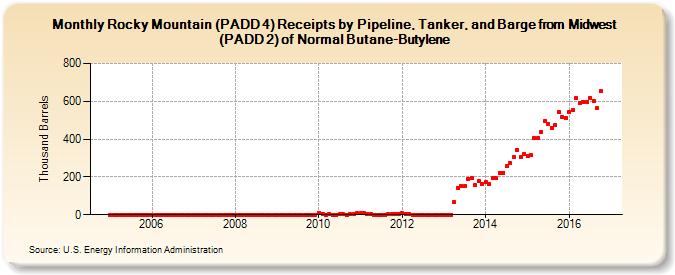 Monthly Rocky Mountain (PADD 4) Receipts by Pipeline, Tanker, and Barge from Midwest
(PADD 2) of Normal Butane-Butylene
Thousand Barrels
800
600
400
200
0
2006 2008 2010 2012 2014 2016
Source: U.S. Energy Information Administration